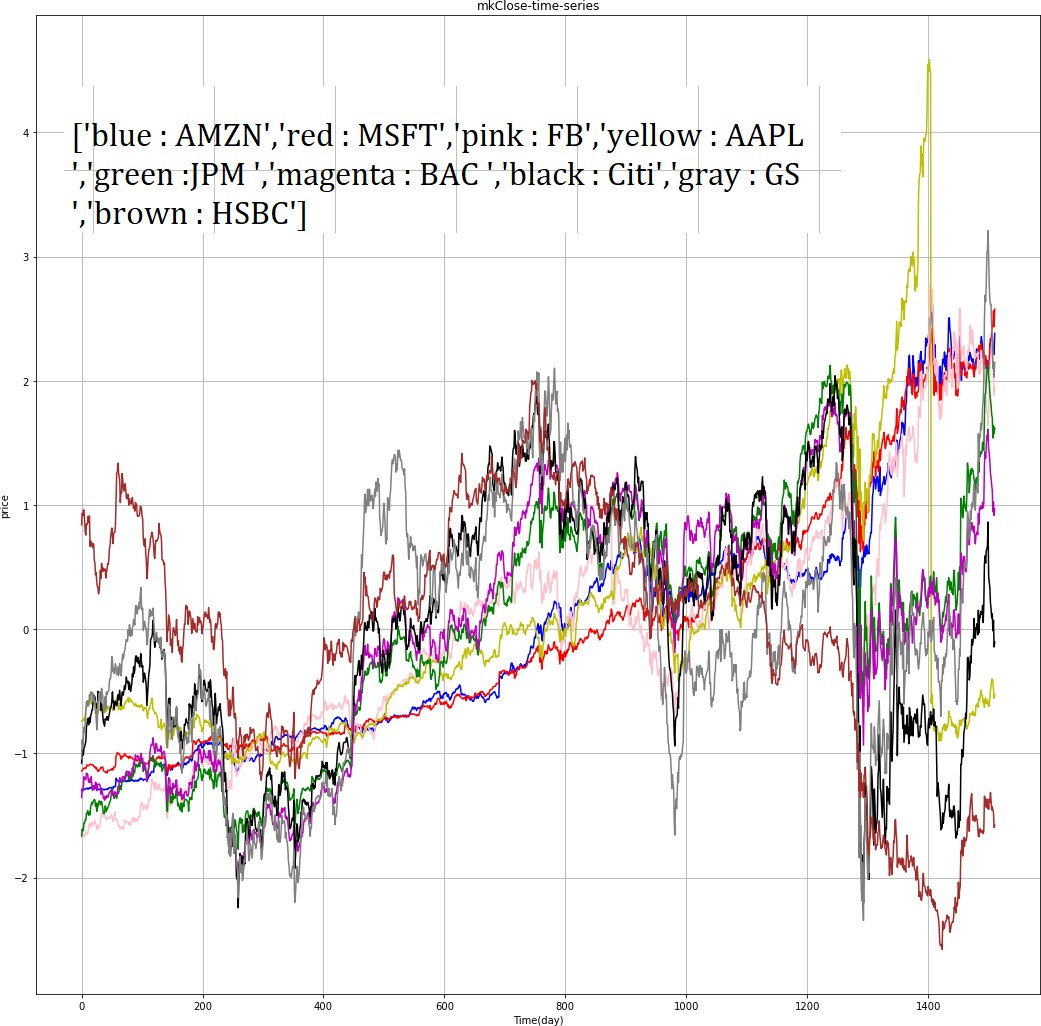 mkClose-time-series
['blue : AMZN','red : MSFT','pink : FB','yellow : AAPL
','green :JPM ','magenta : BAC ','black : Citi','gray : GS
','brown : HSBC']
4
3
2
1
0
−1
−2
price
0 200 400 600 800 1000 1200 1400
Time(day)